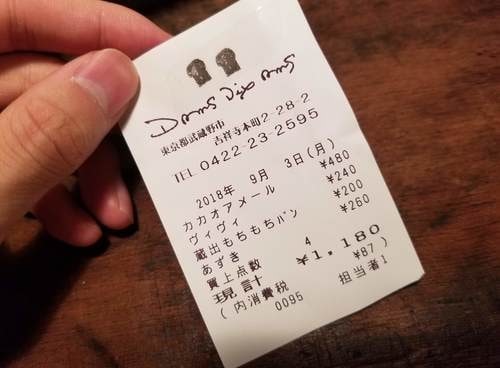 Dans Dix ans
東京都武蔵野市
吉祥寺本町2-28-2
TEL 0422-23-2595
2018年 9月 3日(月)
カカオアメール ¥480
ヴィヴィ ¥240
蔵出もちもちパン ¥200
あずき ¥260
買上点数 4
現計 ¥1,180
(内消費税 ¥87)
0095 担当者1